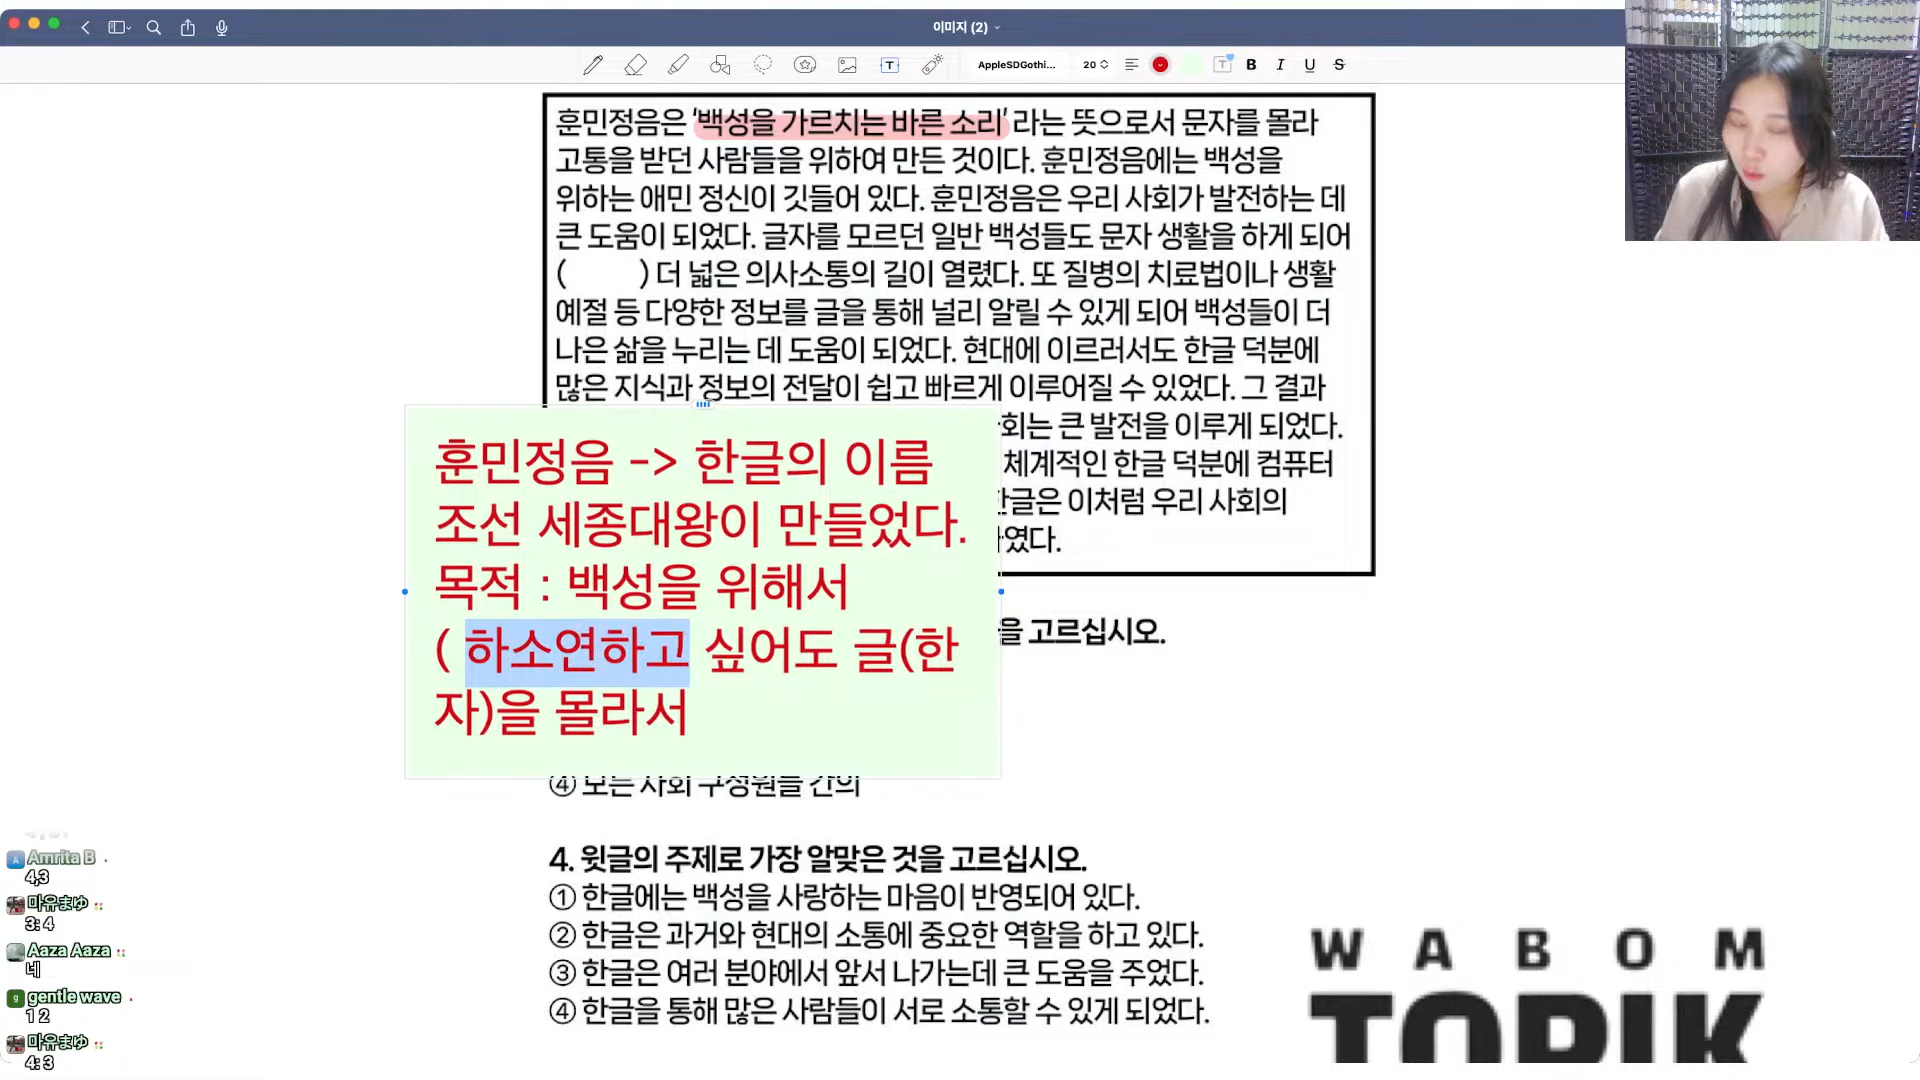 이미지 (2)
AppleSDGothi... 20 B I U S
훈민정음은 '백성을 가르치는 바른 소리' 라는 뜻으로서 문자를 몰라
고통을 받던 사람들을 위하여 만든 것이다. 훈민정음에는 백성을
위하는 애민 정신이 깃들어 있다. 훈민정음은 우리 사회가 발전하는 데
큰 도움이 되었다. 글자를 모르던 일반 백성들도 문자 생활을 하게 되어
( ) 더 넓은 의사소통의 길이 열렸다. 또 질병의 치료법이나 생활
예절 등 다양한 정보를 글을 통해 널리 알릴 수 있게 되어 백성들이 더
나은 삶을 누리는 데 도움이 되었다. 현대에 이르러서도 한글 덕분에
많은 지식과 정보의 전달이 쉽고 빠르게 이루어질 수 있었다. 그 결과
회는 큰 발전을 이루게 되었다.
체계적인 한글 덕분에 컴퓨터
한글은 이처럼 우리 사회의
였다.
훈민정음 -> 한글의 이름
조선 세종대왕이 만들었다.
목적 : 백성을 위해서
( 하소연하고 싶어도 글(한
자)을 몰라서
을 고르십시오.
④ 모든 사회 구성원들 간의
4. 윗글의 주제로 가장 알맞은 것을 고르십시오.
① 한글에는 백성을 사랑하는 마음이 반영되어 있다.
② 한글은 과거와 현대의 소통에 중요한 역할을 하고 있다.
③ 한글은 여러 분야에서 앞서 나가는데 큰 도움을 주었다.
④ 한글을 통해 많은 사람들이 서로 소통할 수 있게 되었다.
WABOM
TOPIK
Amrita B
4,3
마유まゆ
3: 4
Aaza Aaza
네
gentle wave
1 2
마유まゆ
4: 3